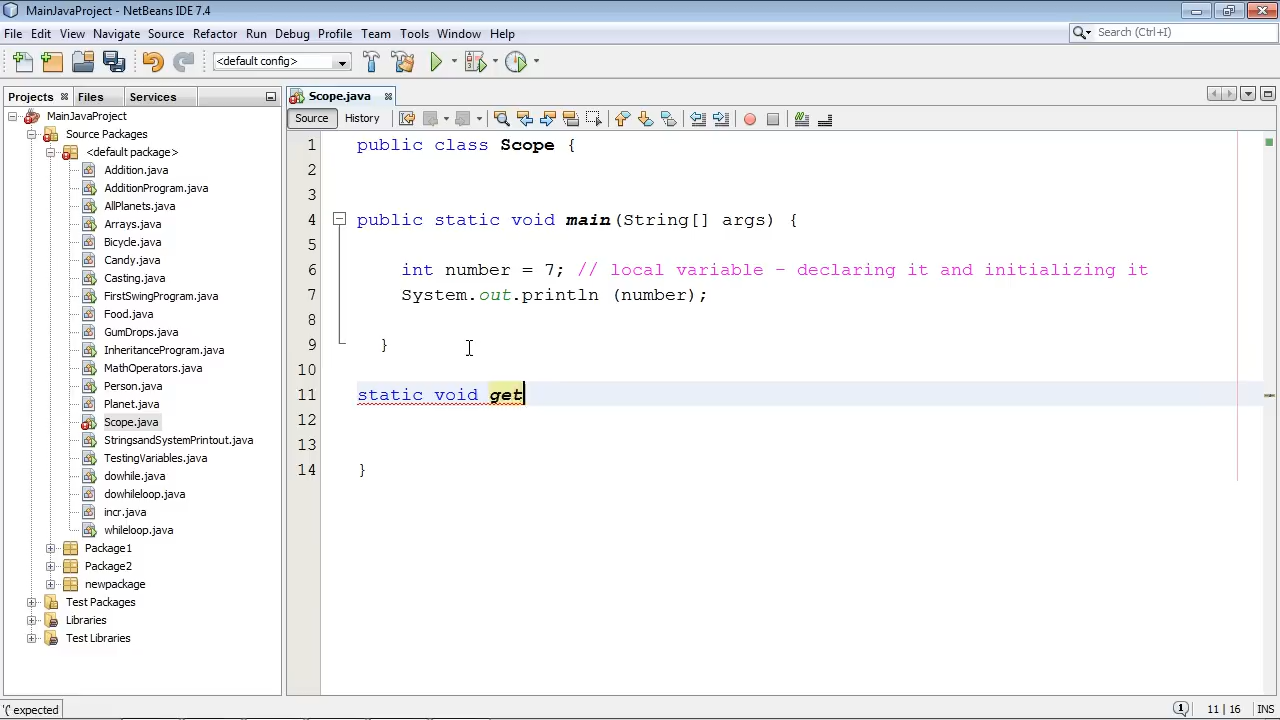 MainJavaProject - NetBeans IDE 7.4
File Edit View Navigate Source Refactor Run Debug Profile Team Tools Window Help
Search (Ctrl+I)
<default config>
Projects Files Services
Scope.java
Source History
MainJavaProject
Source Packages
<default package>
Addition.java
AdditionProgram.java
AllPlanets.java
Arrays.java
Bicycle.java
Candy.java
Casting.java
FirstSwingProgram.java
Food.java
GumDrops.java
InheritanceProgram.java
MathOperators.java
Person.java
Planet.java
Scope.java
StringsandSystemPrintout.java
TestingVariables.java
dowhile.java
dowhileloop.java
incr.java
whileloop.java
Package1
Package2
newpackage
Test Packages
Libraries
Test Libraries
1 public class Scope {
2
3
4 public static void main(String[] args) {
5
6 int number = 7; // local variable - declaring it and initializing it
7 System.out.println (number);
8
9 }
10
11 static void get
12
13
14 }
'(' expected
1
11 | 16 INS